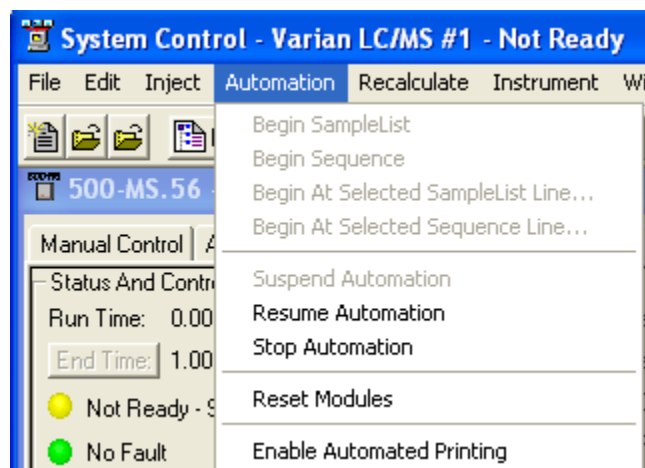 System Control - Varian LC/MS #1 - Not Ready
File Edit Inject Automation Recalculate Instrument
500-MS.56
Manual Control
Begin SampleList
Begin Sequence
Begin At Selected SampleList Line...
Begin At Selected Sequence Line...
Suspend Automation
Resume Automation
Stop Automation
Reset Modules
Enable Automated Printing
Status And
Run Time: 0.00
End Time: 1.00
Not Ready -
No Fault